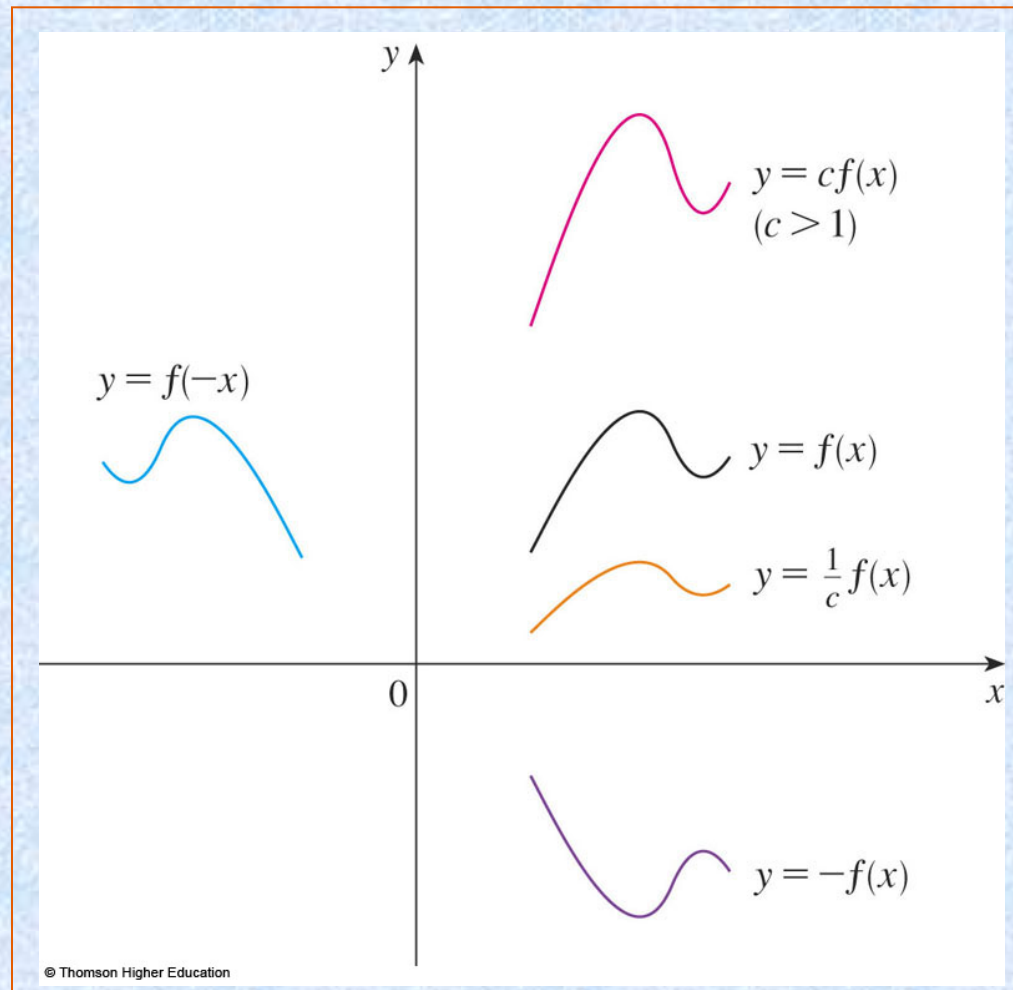 y
y = cf(x)
(c > 1)
y = f(−x)
y = f(x)
y = 1/c f(x)
0
x
y = −f(x)
© Thomson Higher Education